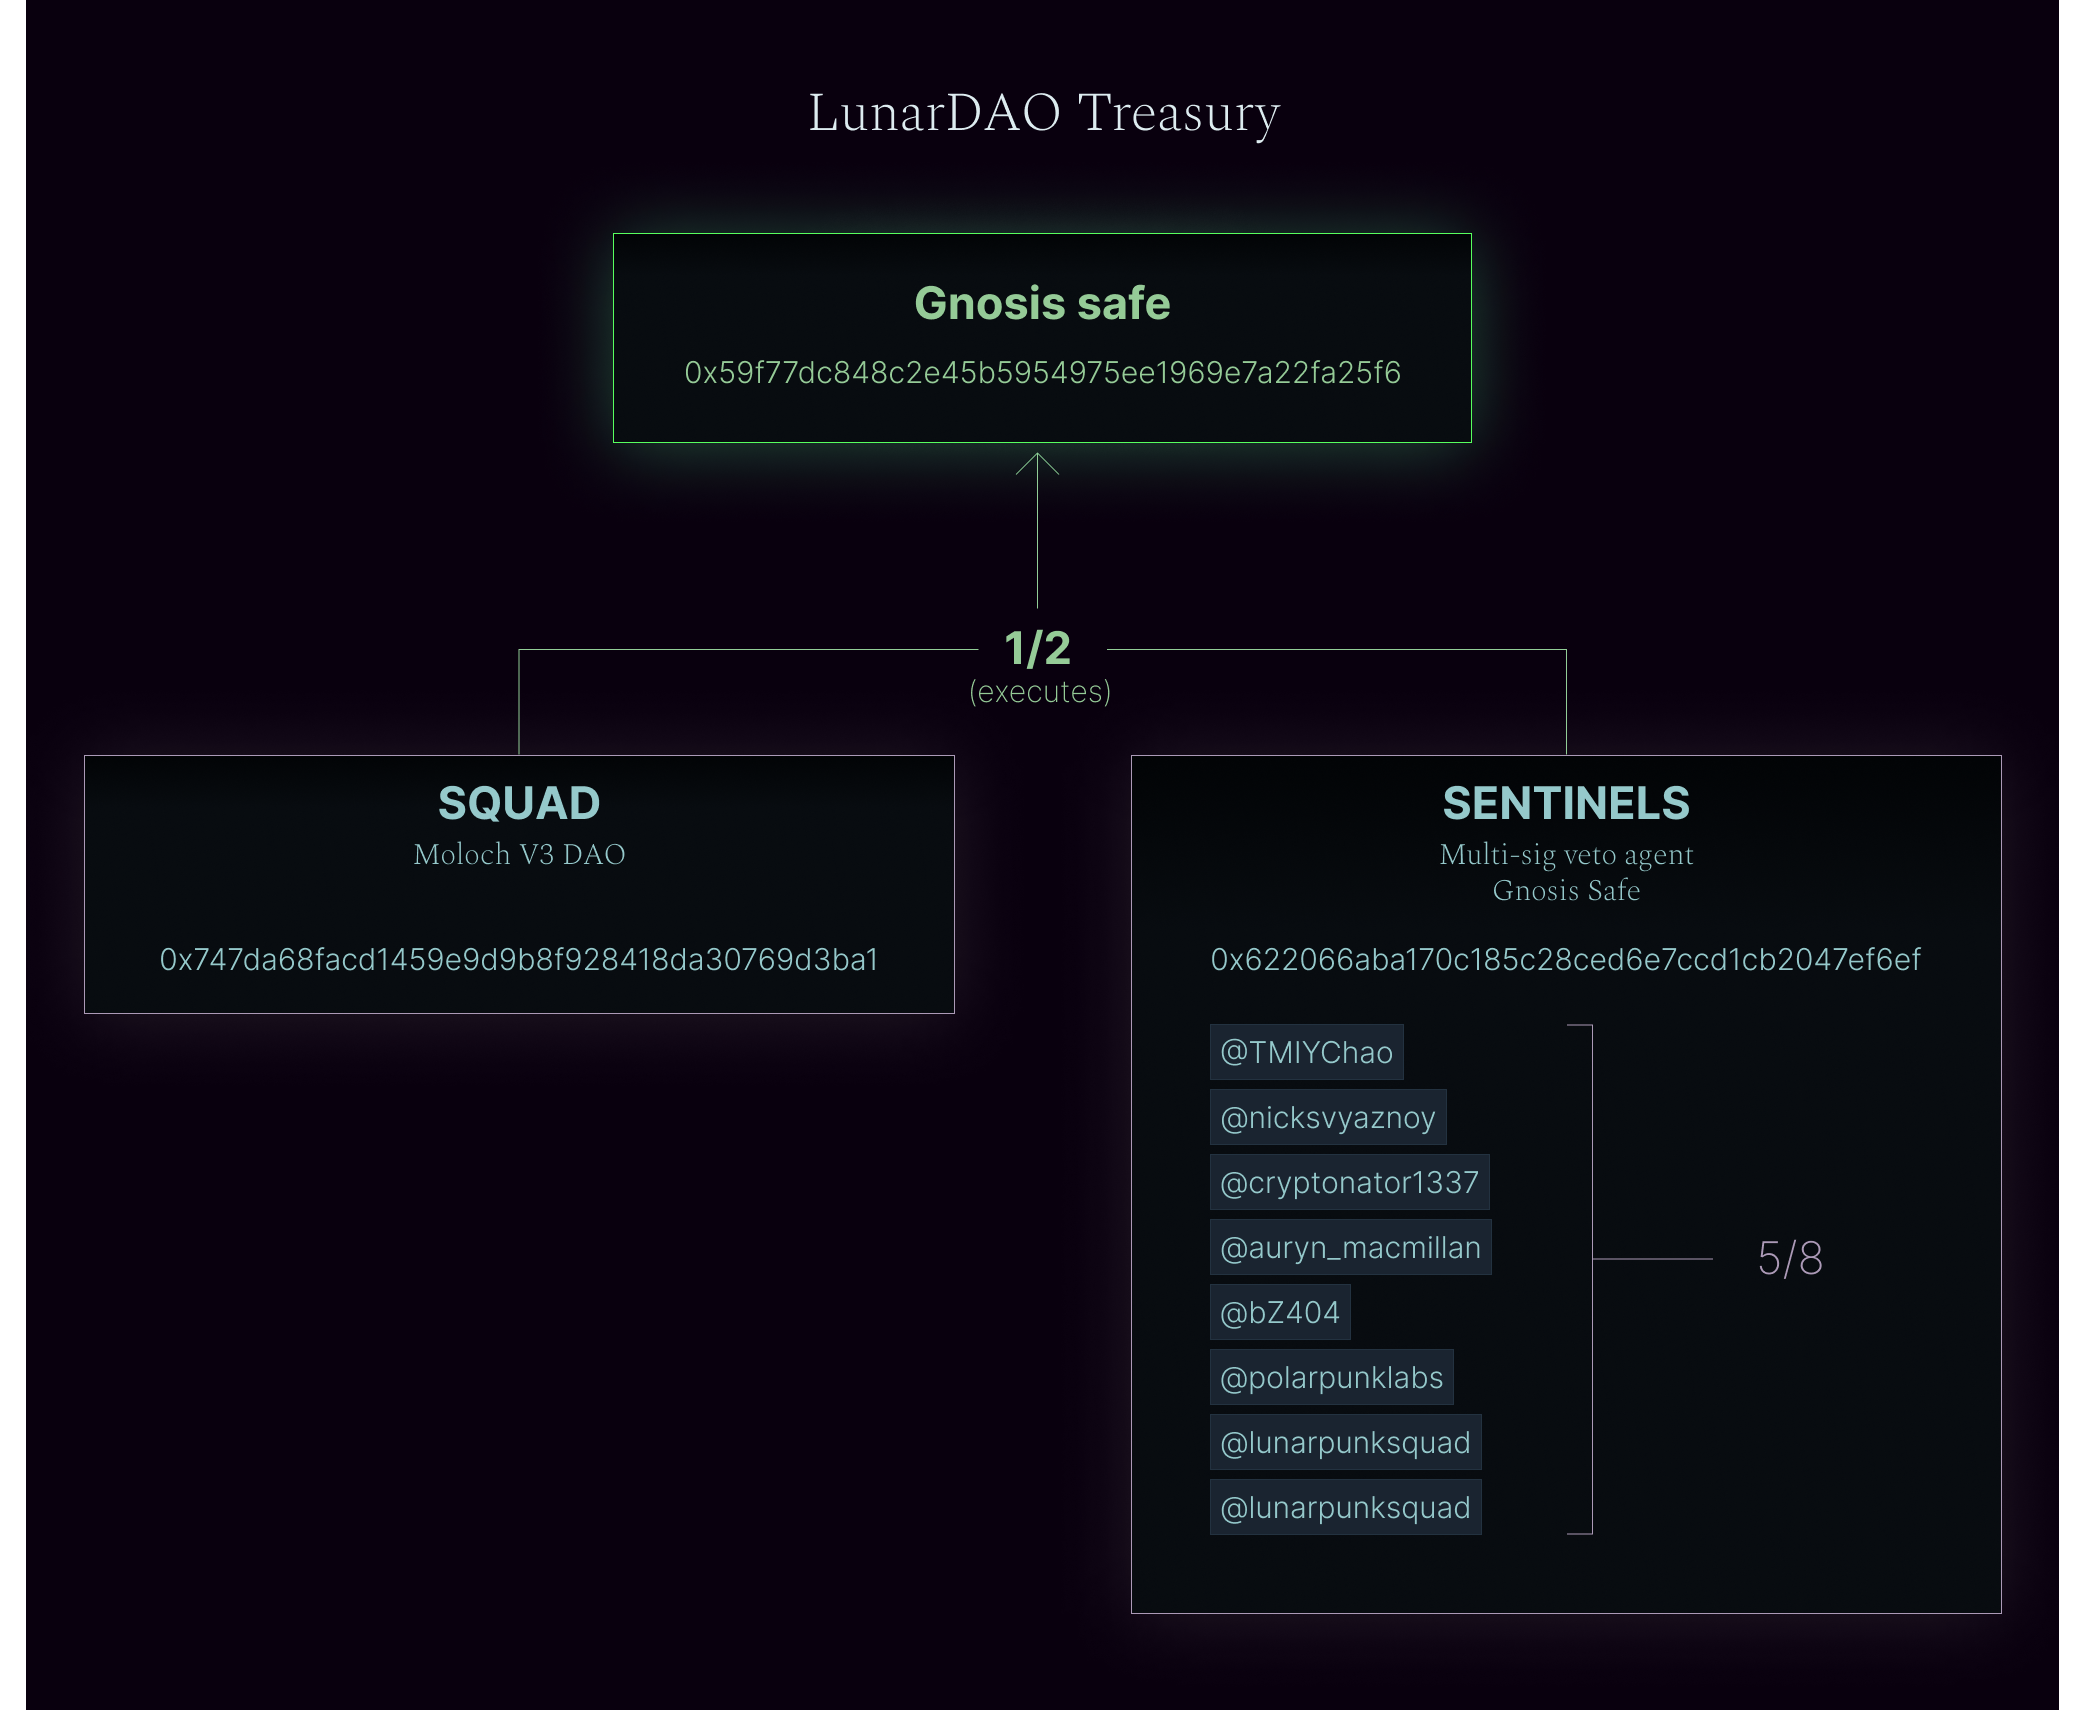 LunarDAO Treasury
Gnosis safe
0x59f77dc848c2e45b5954975ee1969e7a22fa25f6
1/2
(executes)
SQUAD
Moloch V3 DAO
0x747da68facd1459e9d9b8f928418da30769d3ba1
SENTINELS
Multi-sig veto agent
Gnosis Safe
0x622066aba170c185c28ced6e7ccd1cb2047ef6ef
@TMIYChao
@nicksvyaznoy
@cryptonator1337
@auryn_macmillan
@bZ404
@polarpunklabs
@lunarpunksquad
@lunarpunksquad
5/8